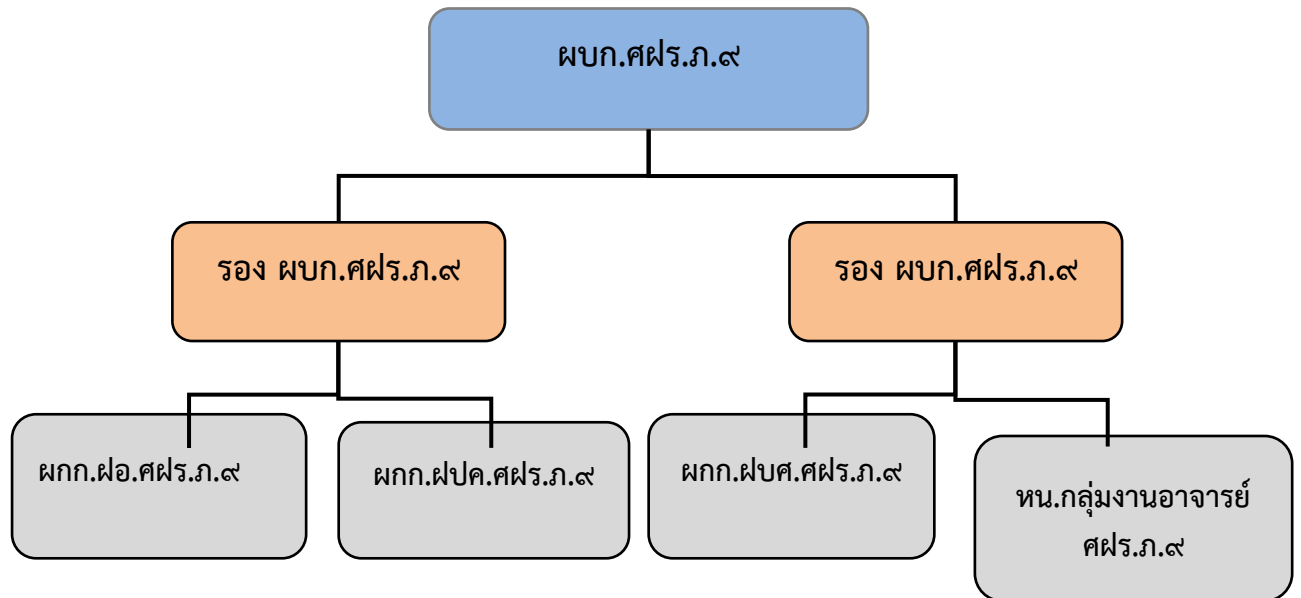 ผบก.ศฝร.ภ.๙
รอง ผบก.ศฝร.ภ.๙
รอง ผบก.ศฝร.ภ.๙
ผกก.ฝอ.ศฝร.ภ.๙
ผกก.ฝปค.ศฝร.ภ.๙
ผกก.ฝบศ.ศฝร.ภ.๙
หน.กลุ่มงานอาจารย์
ศฝร.ภ.๙